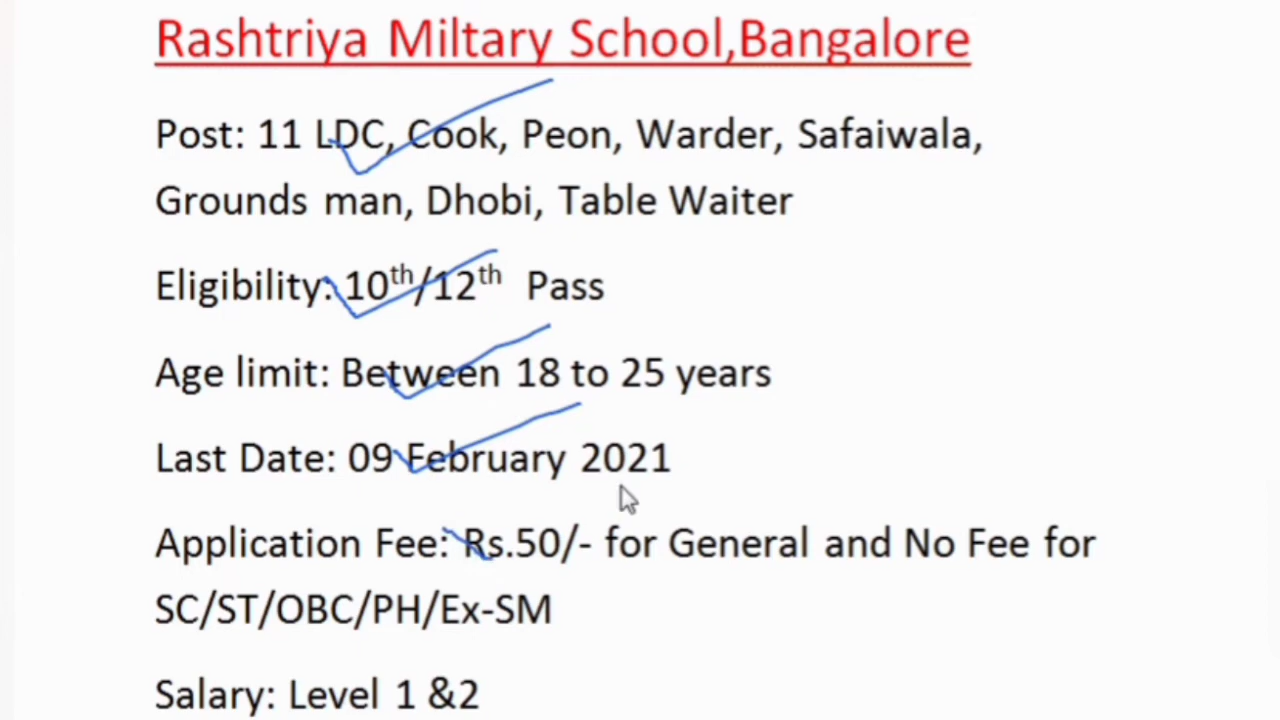 Rashtriya Miltary School,Bangalore
Post: 11 LDC, Cook, Peon, Warder, Safaiwala,
Grounds man, Dhobi, Table Waiter
Eligibility: 10th/12th Pass
Age limit: Between 18 to 25 years
Last Date: 09 February 2021
Application Fee: Rs.50/- for General and No Fee for
SC/ST/OBC/PH/Ex-SM
Salary: Level 1 &2